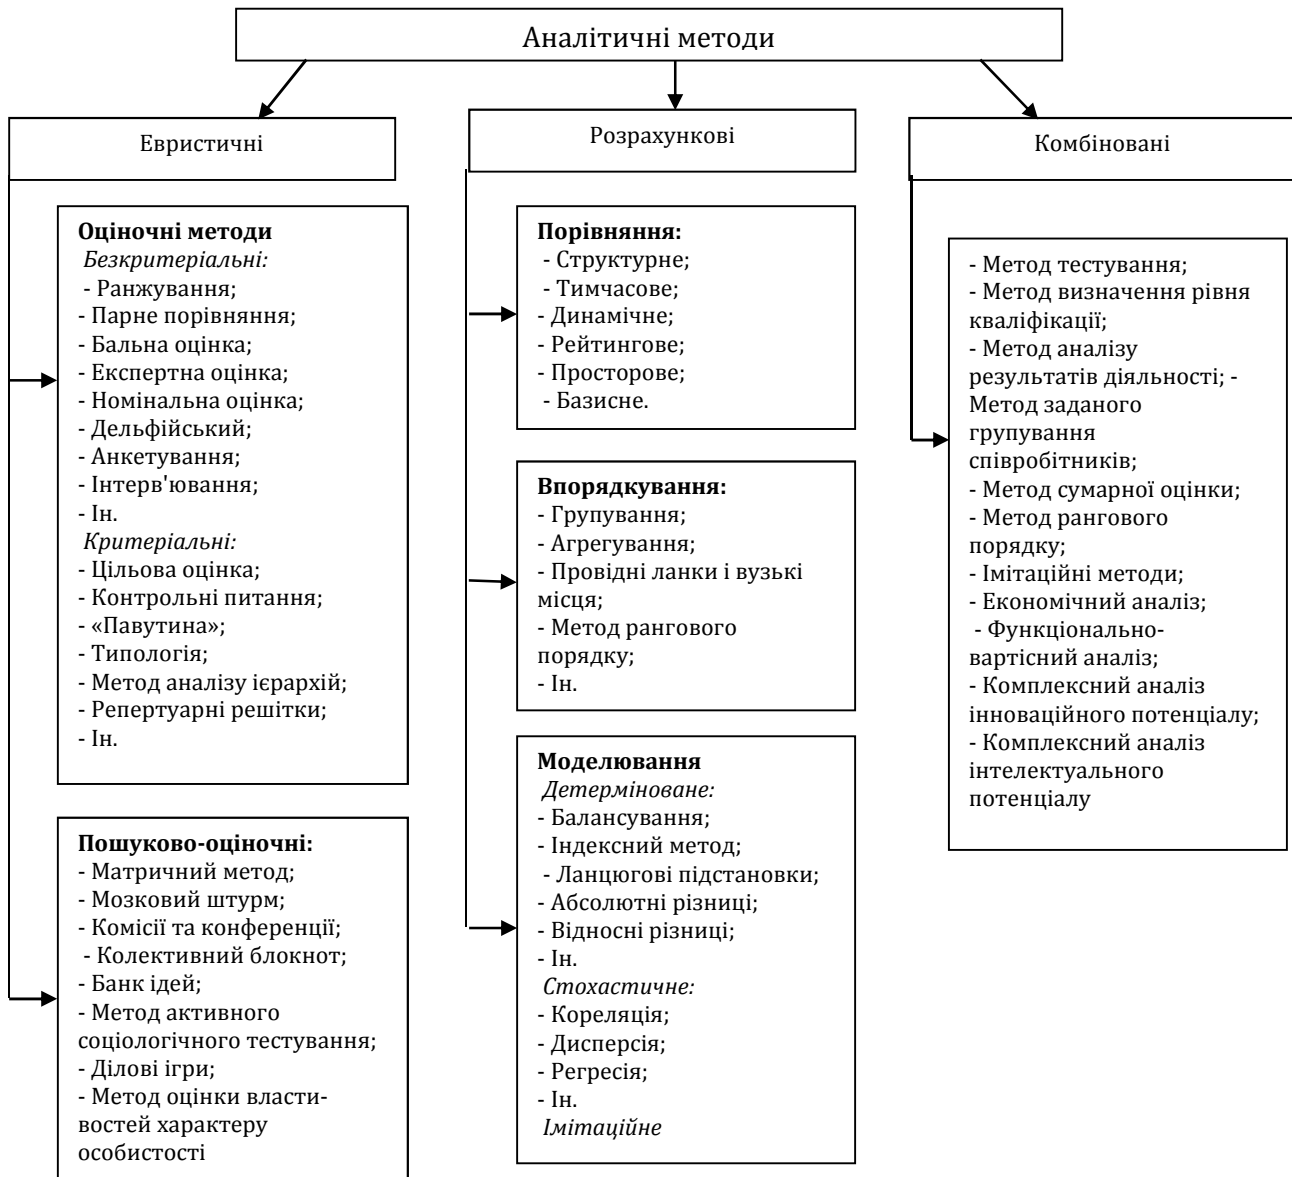 Аналітичні методи
Евристичні
Оціночні методи
Безкритеріальні:
- Ранжування;
- Парне порівняння;
- Бальна оцінка;
- Експертна оцінка;
- Номінальна оцінка;
- Дельфійський;
- Анкетування;
- Інтерв'ювання;
- Ін.
Критеріальні:
- Цільова оцінка;
- Контрольні питання;
- «Павутина»;
- Типологія;
- Метод аналізу ієрархій;
- Репертуарні решітки;
- Ін.
Пошуково-оціночні:
- Матричний метод;
- Мозковий штурм;
- Комісії та конференції;
- Колективний блокнот;
- Банк ідей;
- Метод активного
соціологічного тестування;
- Ділові ігри;
- Метод оцінки власти-
востей характеру
особистості
Розрахункові
Порівняння:
- Структурне;
- Тимчасове;
- Динамічне;
- Рейтингове;
- Просторове;
- Базисне.
Впорядкування:
- Групування;
- Агрегування;
- Провідні ланки і вузькі
місця;
- Метод рангового
порядку;
- Ін.
Моделювання
Детерміноване:
- Балансування;
- Індексний метод;
- Ланцюгові підстановки;
- Абсолютні різниці;
- Відносні різниці;
- Ін.
Стохастичне:
- Кореляція;
- Дисперсія;
- Регресія;
- Ін.
Імітаційне
Комбіновані
- Метод тестування;
- Метод визначення рівня
кваліфікації;
- Метод аналізу
результатів діяльності; -
Метод заданого
групування
співробітників;
- Метод сумарної оцінки;
- Метод рангового
порядку;
- Імітаційні методи;
- Економічний аналіз;
- Функціонально-
вартісний аналіз;
- Комплексний аналіз
інноваційного потенціалу;
- Комплексний аналіз
інтелектуального
потенціалу